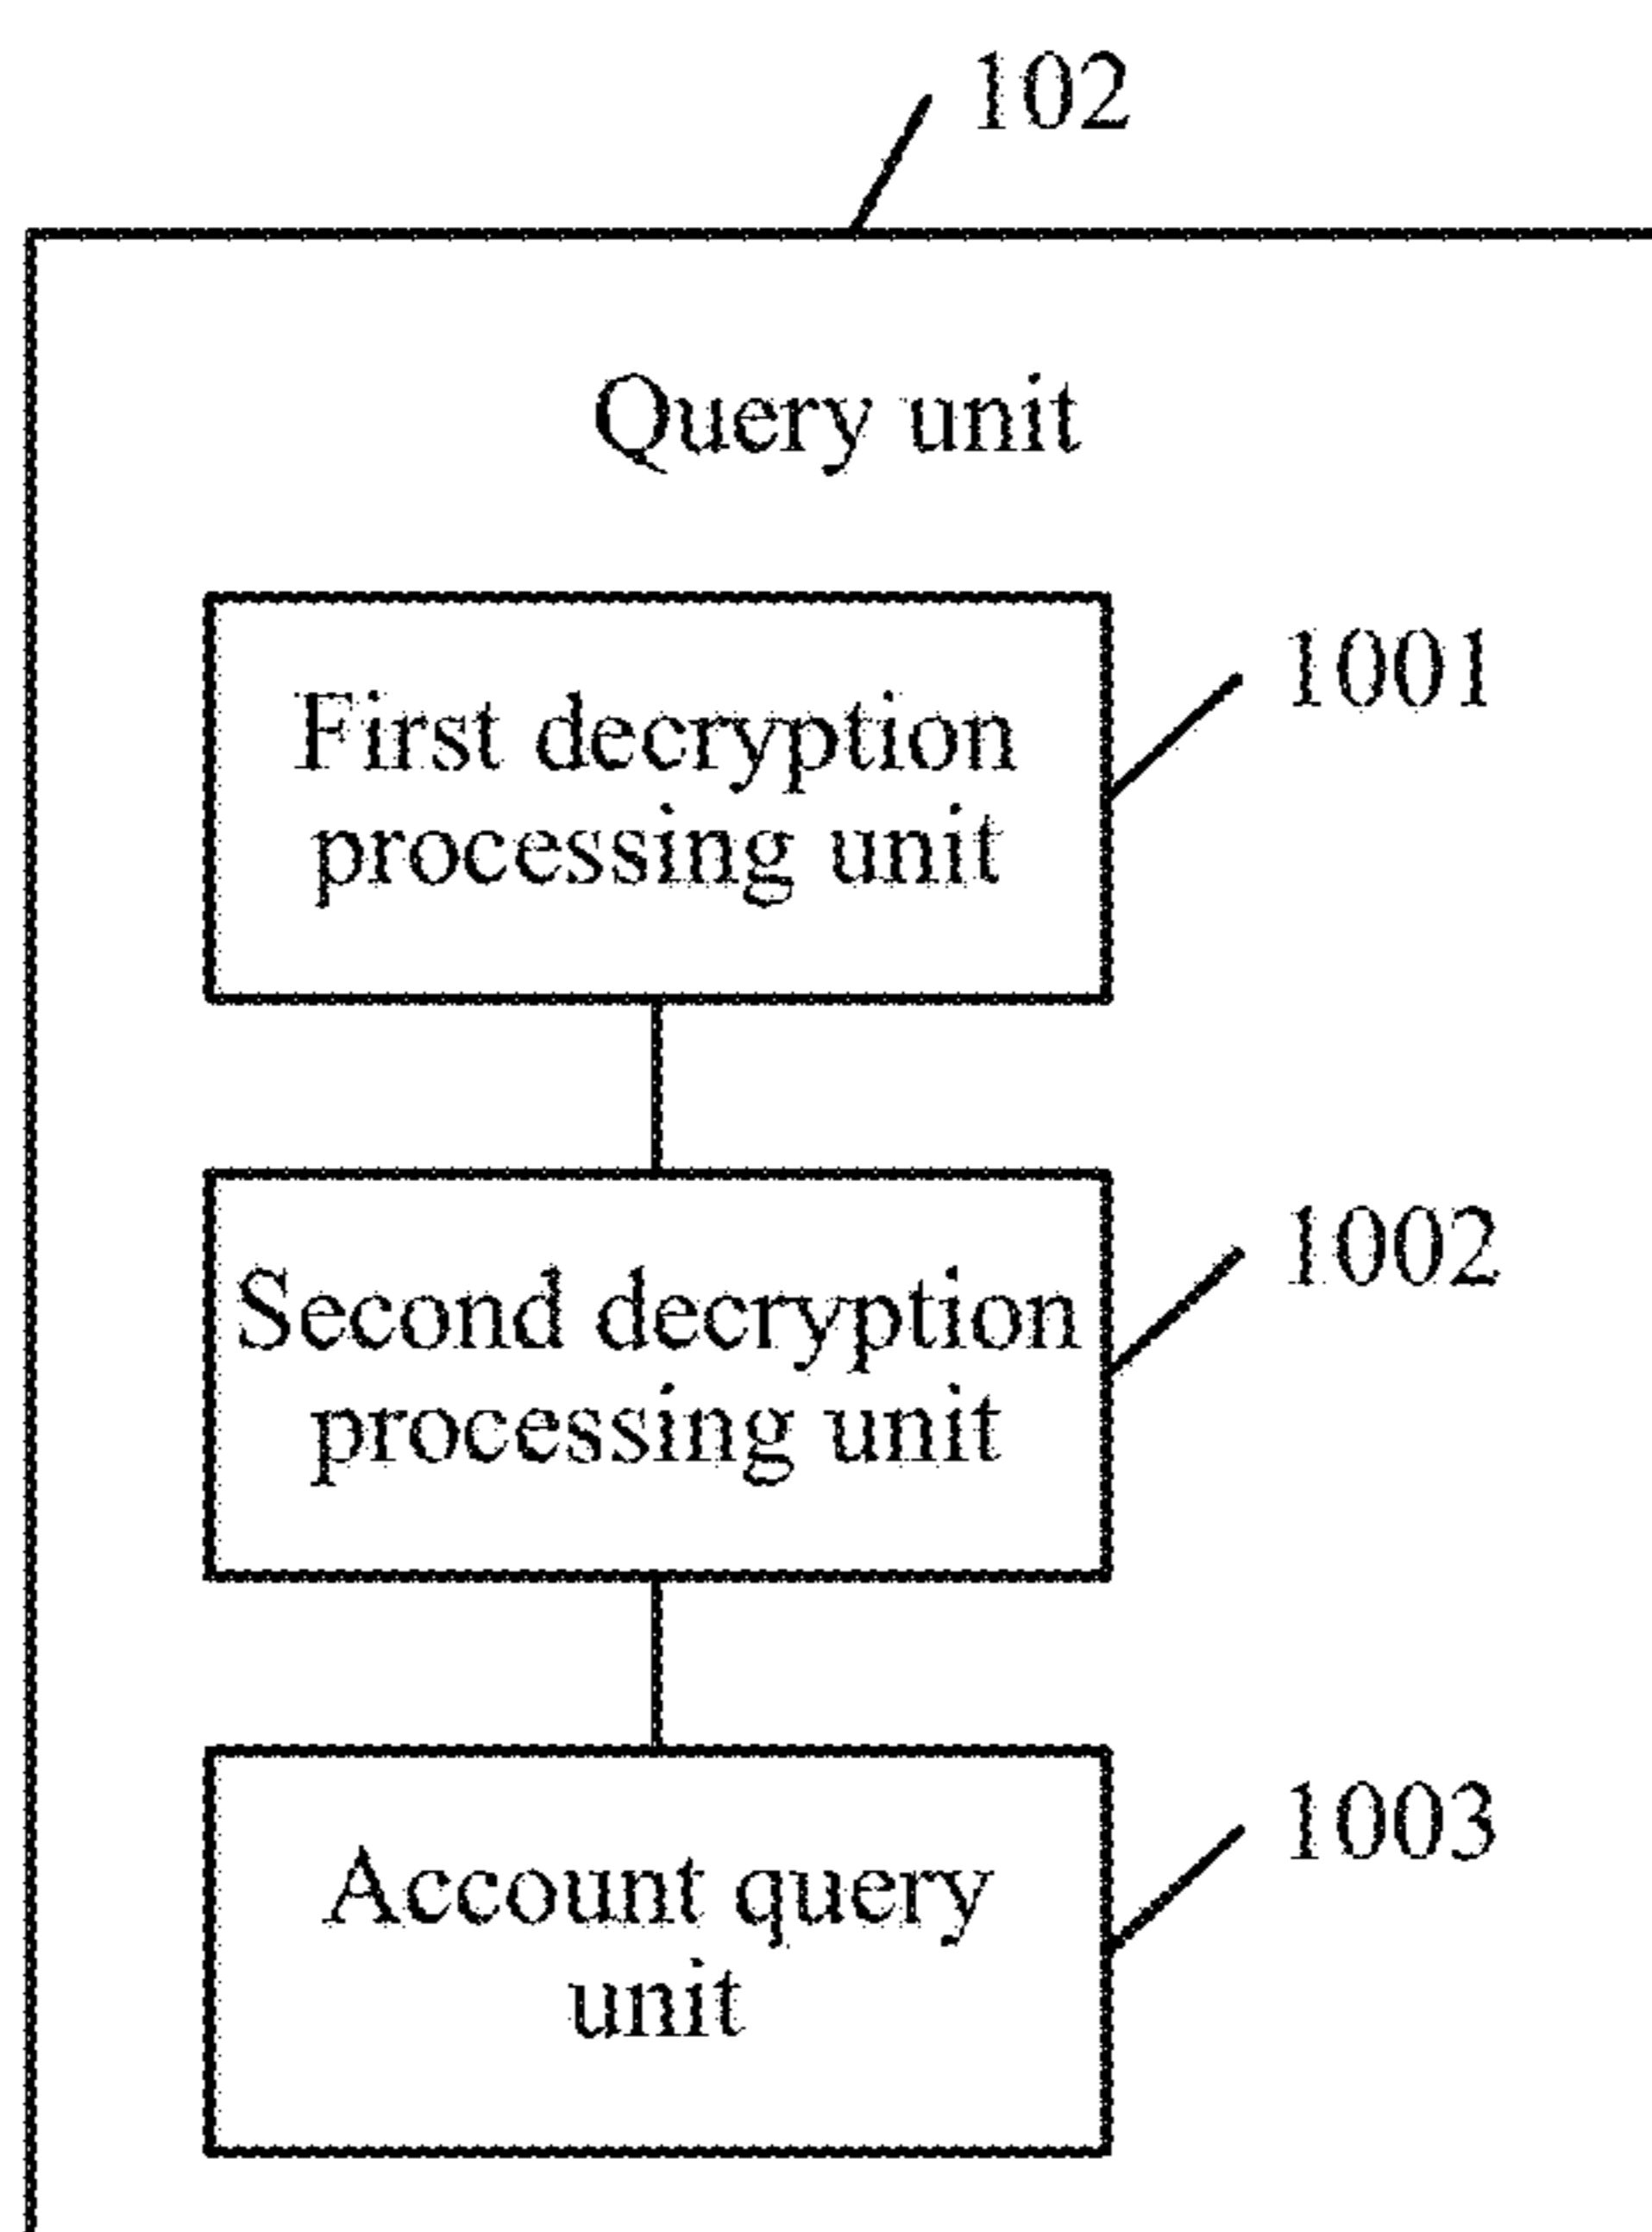 102
Query unit
First decryption
processing unit
1001
Second decryption
processing unit
1002
Account query
unit
1003